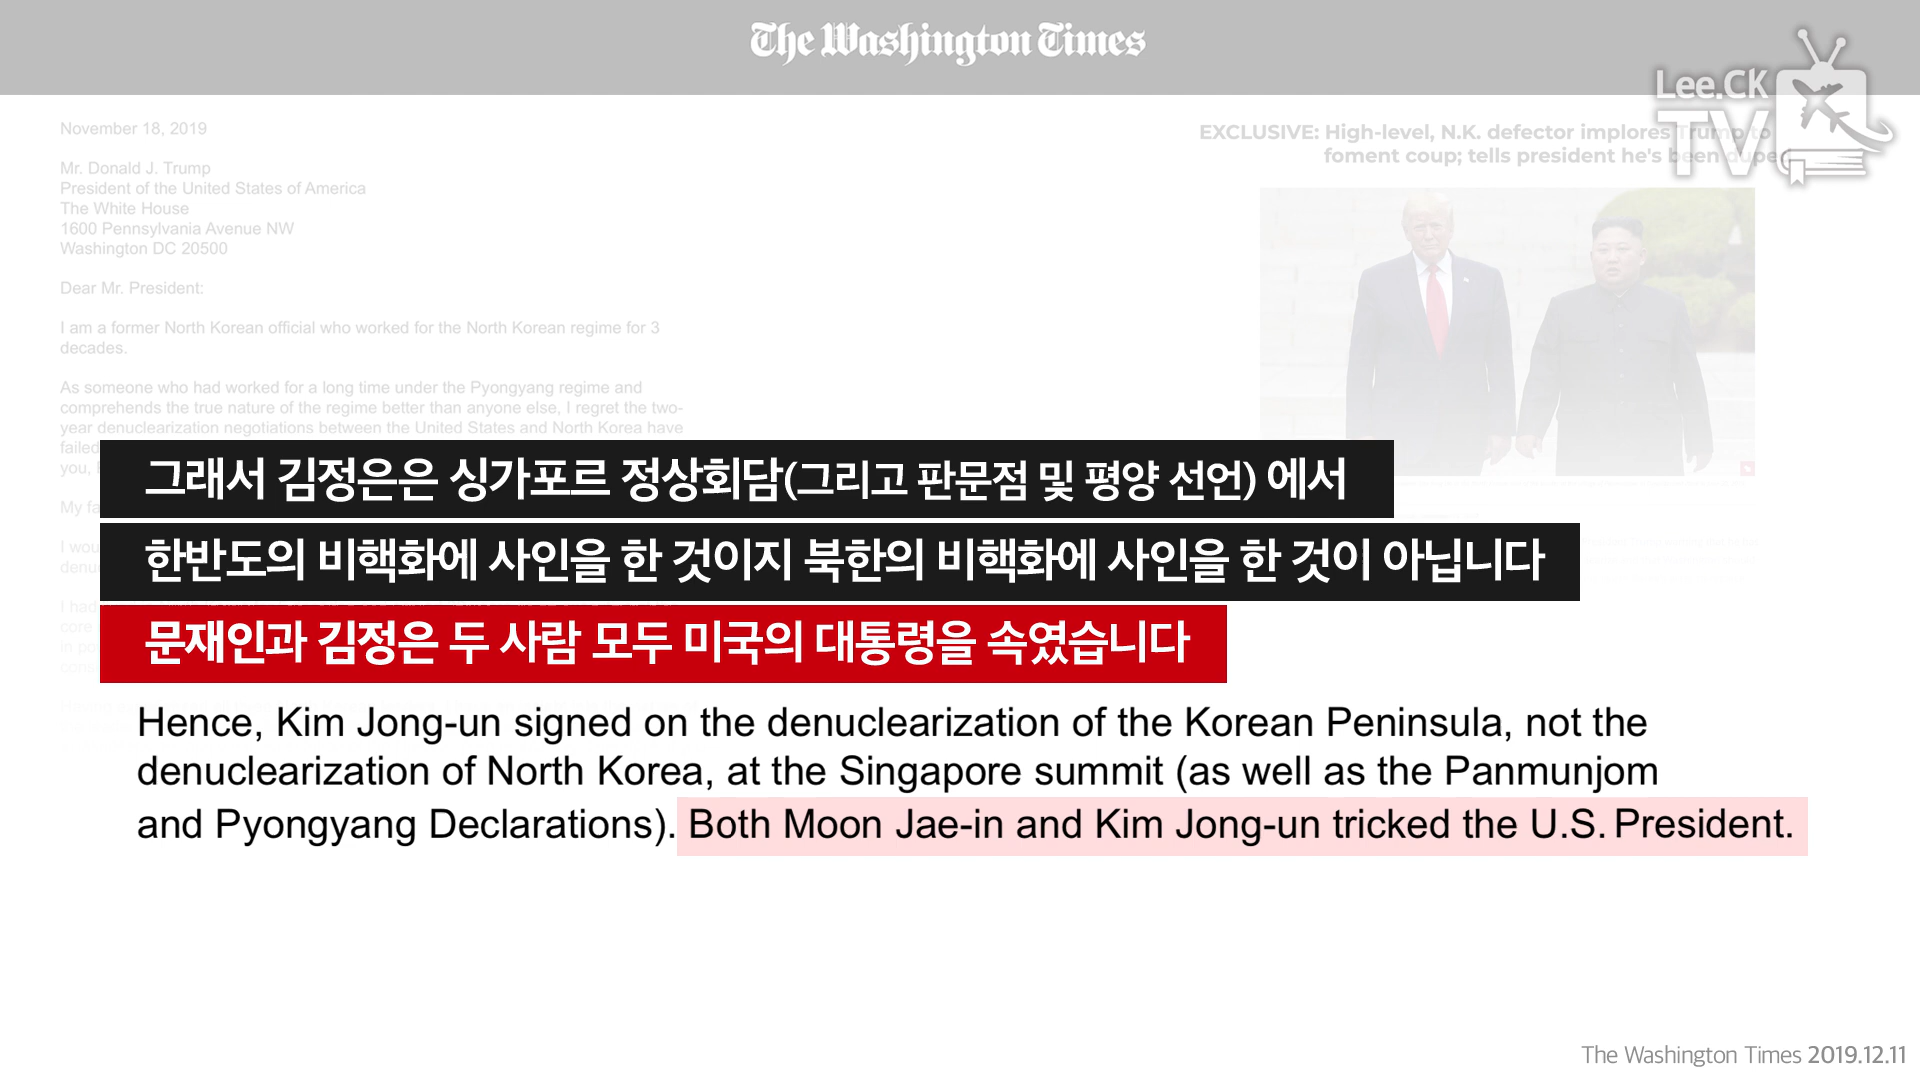 The Washington Times
Lee.CK
TV
November 18, 2019
Mr. Donald J. Trump
President of the United States of America
The White House
1600 Pennsylvania Avenue NW
Washington DC 20500
Dear Mr. President:
I am a former North Korean official who worked for the North Korean regime for 3
decades.
As someone who had worked for a long time under the Pyongyang regime and
comprehends the true nature of the regime better than anyone else, I regret the two-
year denuclearization negotiations between the United States and North Korea have
failed
you,
My
I
I had
core
in
EXCLUSIVE: High-level, N.K. defector implores Trump to
foment coup; tells president he's been duped
그래서 김정은은 싱가포르 정상회담(그리고 판문점 및 평양 선언) 에서
한반도의 비핵화에 사인을 한 것이지 북한의 비핵화에 사인을 한 것이 아닙니다
문재인과 김정은 두 사람 모두 미국의 대통령을 속였습니다
Hence, Kim Jong-un signed on the denuclearization of the Korean Peninsula, not the
denuclearization of North Korea, at the Singapore summit (as well as the Panmunjom
and Pyongyang Declarations). Both Moon Jae-in and Kim Jong-un tricked the U.S. President.
The Washington Times 2019.12.11